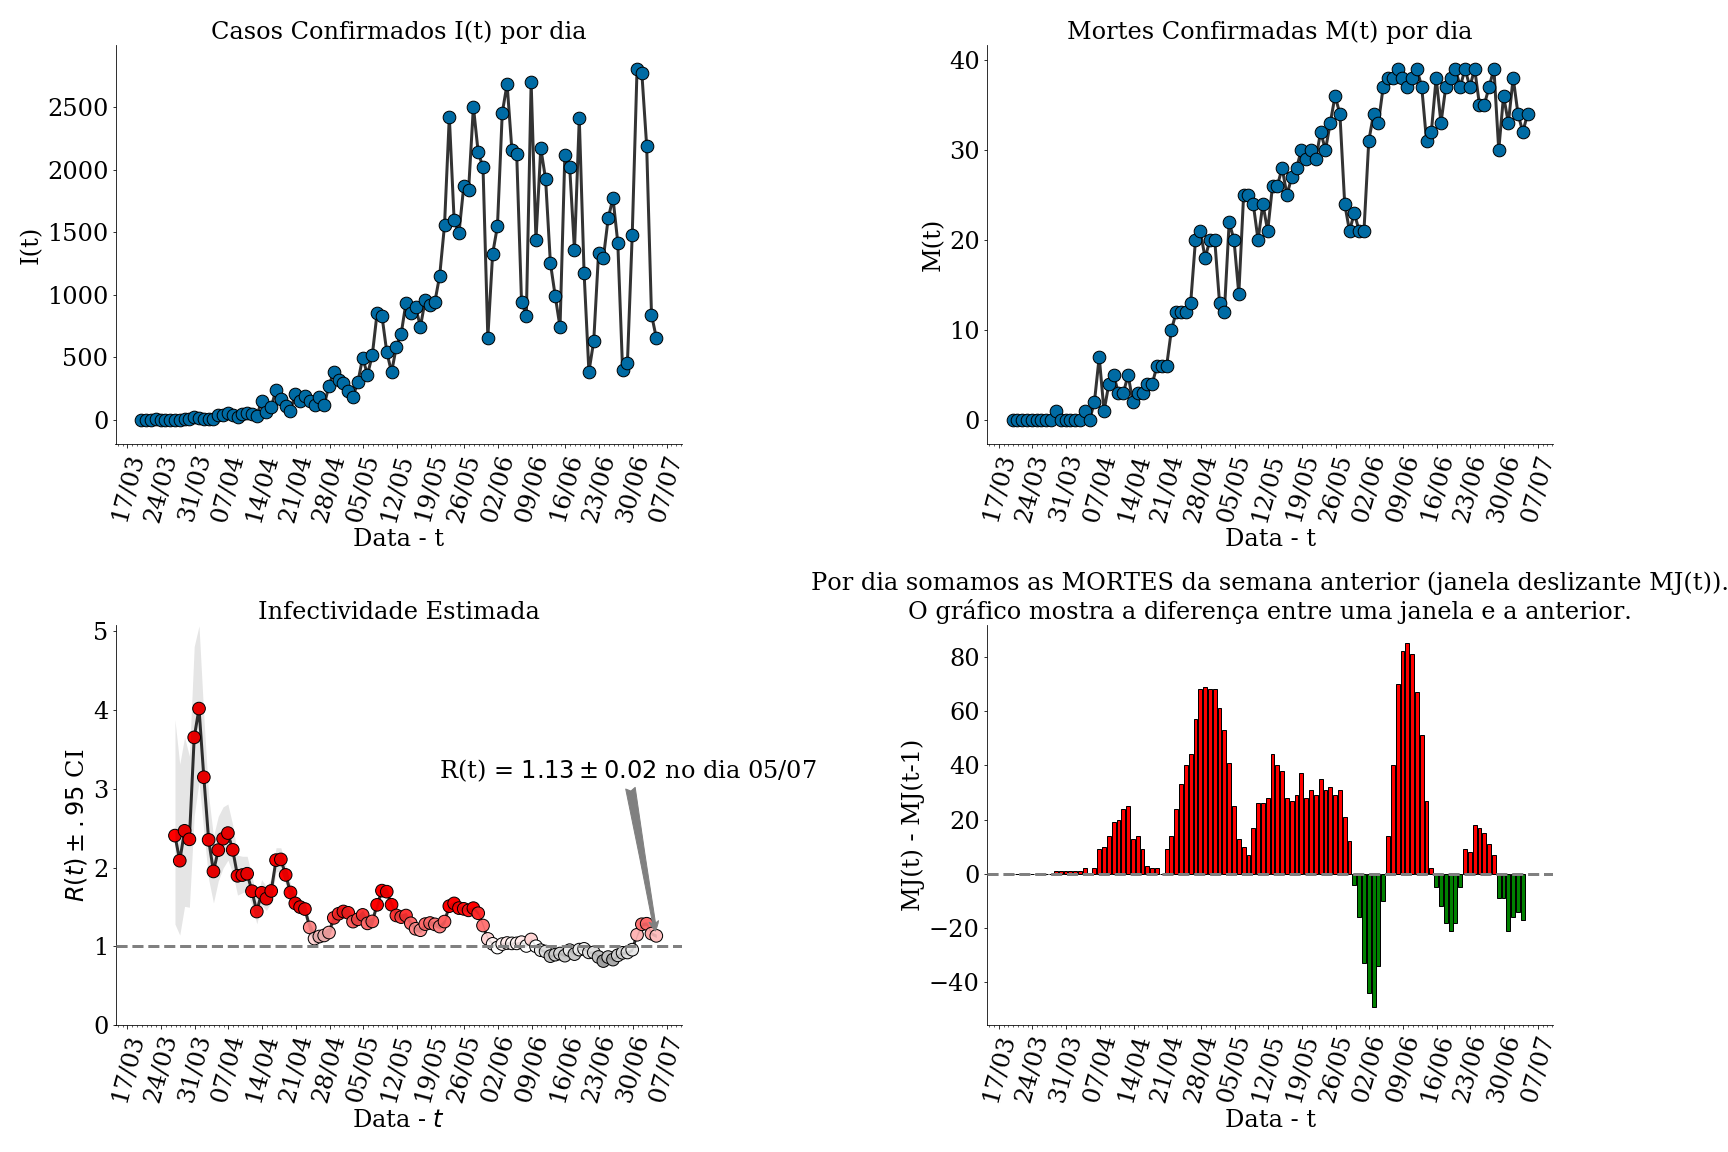 Casos Confirmados I(t) por dia
I(t)
2500
2000
1500
1000
500
0
17/03 24/03 31/03 07/04 14/04 21/04 28/04 05/05 12/05 19/05 26/05 02/06 09/06 16/06 23/06 30/06 07/07
Data - t
Mortes Confirmadas M(t) por dia
M(t)
40
30
20
10
0
17/03 24/03 31/03 07/04 14/04 21/04 28/04 05/05 12/05 19/05 26/05 02/06 09/06 16/06 23/06 30/06 07/07
Data - t
Infectividade Estimada
R(t) ± .95 CI
5
4
3
2
1
0
R(t) = 1.13 ± 0.02 no dia 05/07
17/03 24/03 31/03 07/04 14/04 21/04 28/04 05/05 12/05 19/05 26/05 02/06 09/06 16/06 23/06 30/06 07/07
Data - t
Por dia somamos as MORTES da semana anterior (janela deslizante MJ(t)).
O gráfico mostra a diferença entre uma janela e a anterior.
MJ(t) - MJ(t-1)
80
60
40
20
0
−20
−40
17/03 24/03 31/03 07/04 14/04 21/04 28/04 05/05 12/05 19/05 26/05 02/06 09/06 16/06 23/06 30/06 07/07
Data - t